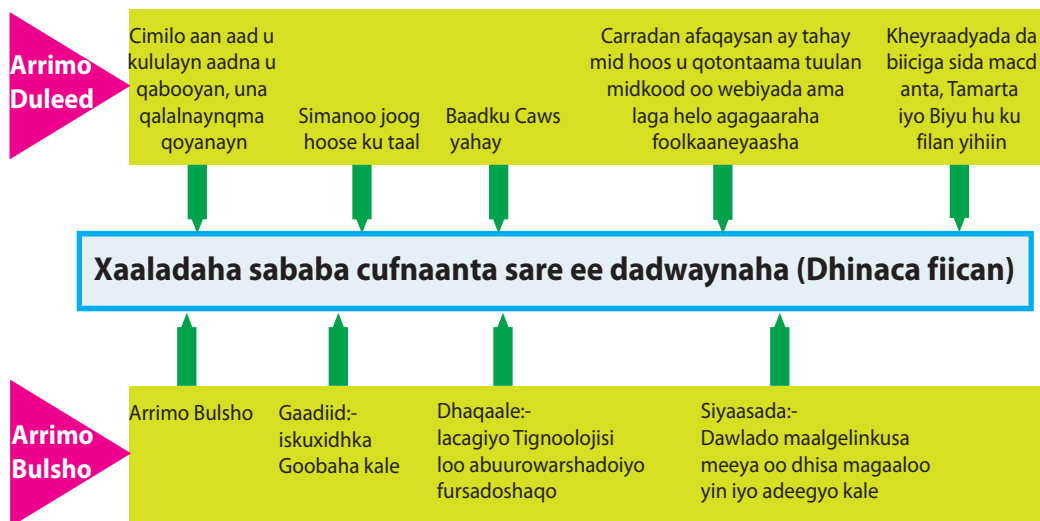 Arrimo
Duleed
Cimilo aan aad u
kululayn aadna u
qabooyan, una
qalalnaynqma
qoyanayn
Simanoo joog
hoose ku taal
Baadku Caws
yahay
Carradan afaqaysan ay tahay
mid hoos u qotontaama tuulan
midkood oo webiyada ama
laga helo agagaaraha
foolkaaneyaasha
Kheyraadyada da
biiciga sida macd
anta, Tamarta
iyo Biyu hu ku
filan yihiin
Xaaladaha sababa cufnaanta sare ee dadwaynaha (Dhinaca fiican)
Arrimo
Bulsho
Arrimo Bulsho
Gaadiid:-
iskuxidhka
Goobaha kale
Dhaqaale:-
lacagiyo Tignoolojisi
loo abuurowarshadoiyo
fursadoshaqo
Siyaasada:-
Dawlado maalgelinkusa
meeya oo dhisa magaaloo
yin iyo adeegyo kale